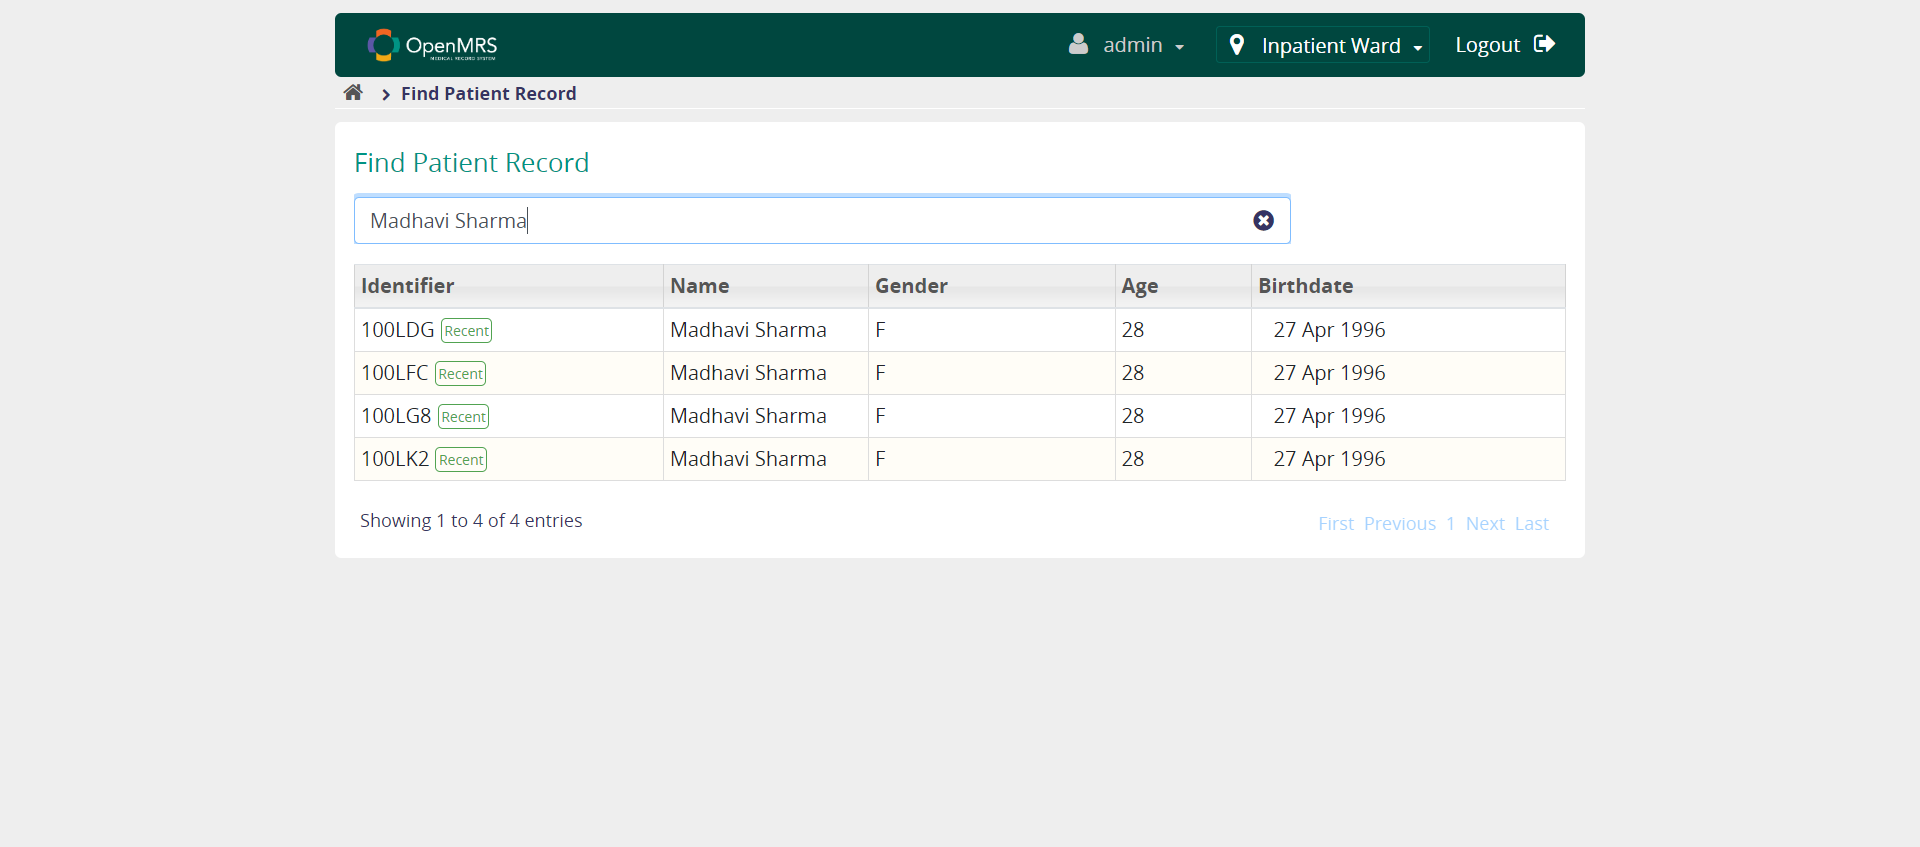 OpenMRS
MEDICAL RECORD SYSTEM
admin
Inpatient Ward
Logout
Find Patient Record
Find Patient Record
Madhavi Sharma
Identifier Name Gender Age Birthdate
100LDG Recent Madhavi Sharma F 28 27 Apr 1996
100LFC Recent Madhavi Sharma F 28 27 Apr 1996
100LG8 Recent Madhavi Sharma F 28 27 Apr 1996
100LK2 Recent Madhavi Sharma F 28 27 Apr 1996
Showing 1 to 4 of 4 entries
First Previous 1 Next Last